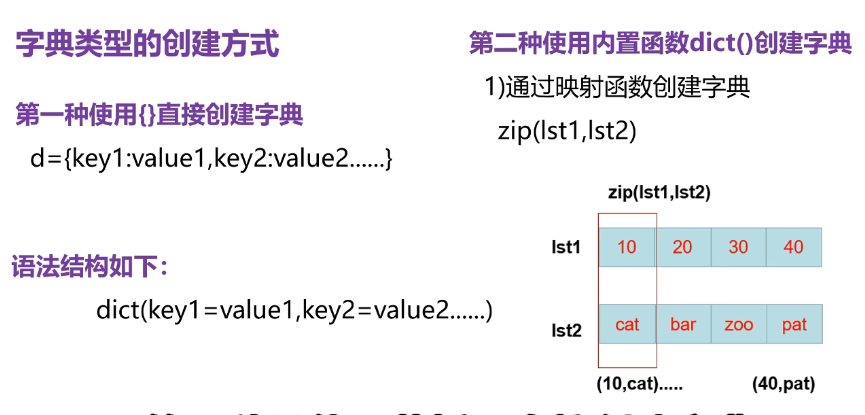 字典类型的创建方式
第一种使用{}直接创建字典
d={key1:value1,key2:value2......}
语法结构如下：
dict(key1=value1,key2=value2......)
第二种使用内置函数dict()创建字典
1)通过映射函数创建字典
zip(lst1,lst2)
zip(lst1,lst2)
lst1 10 20 30 40
lst2 cat bar zoo pat
(10,cat)..... (40,pat)